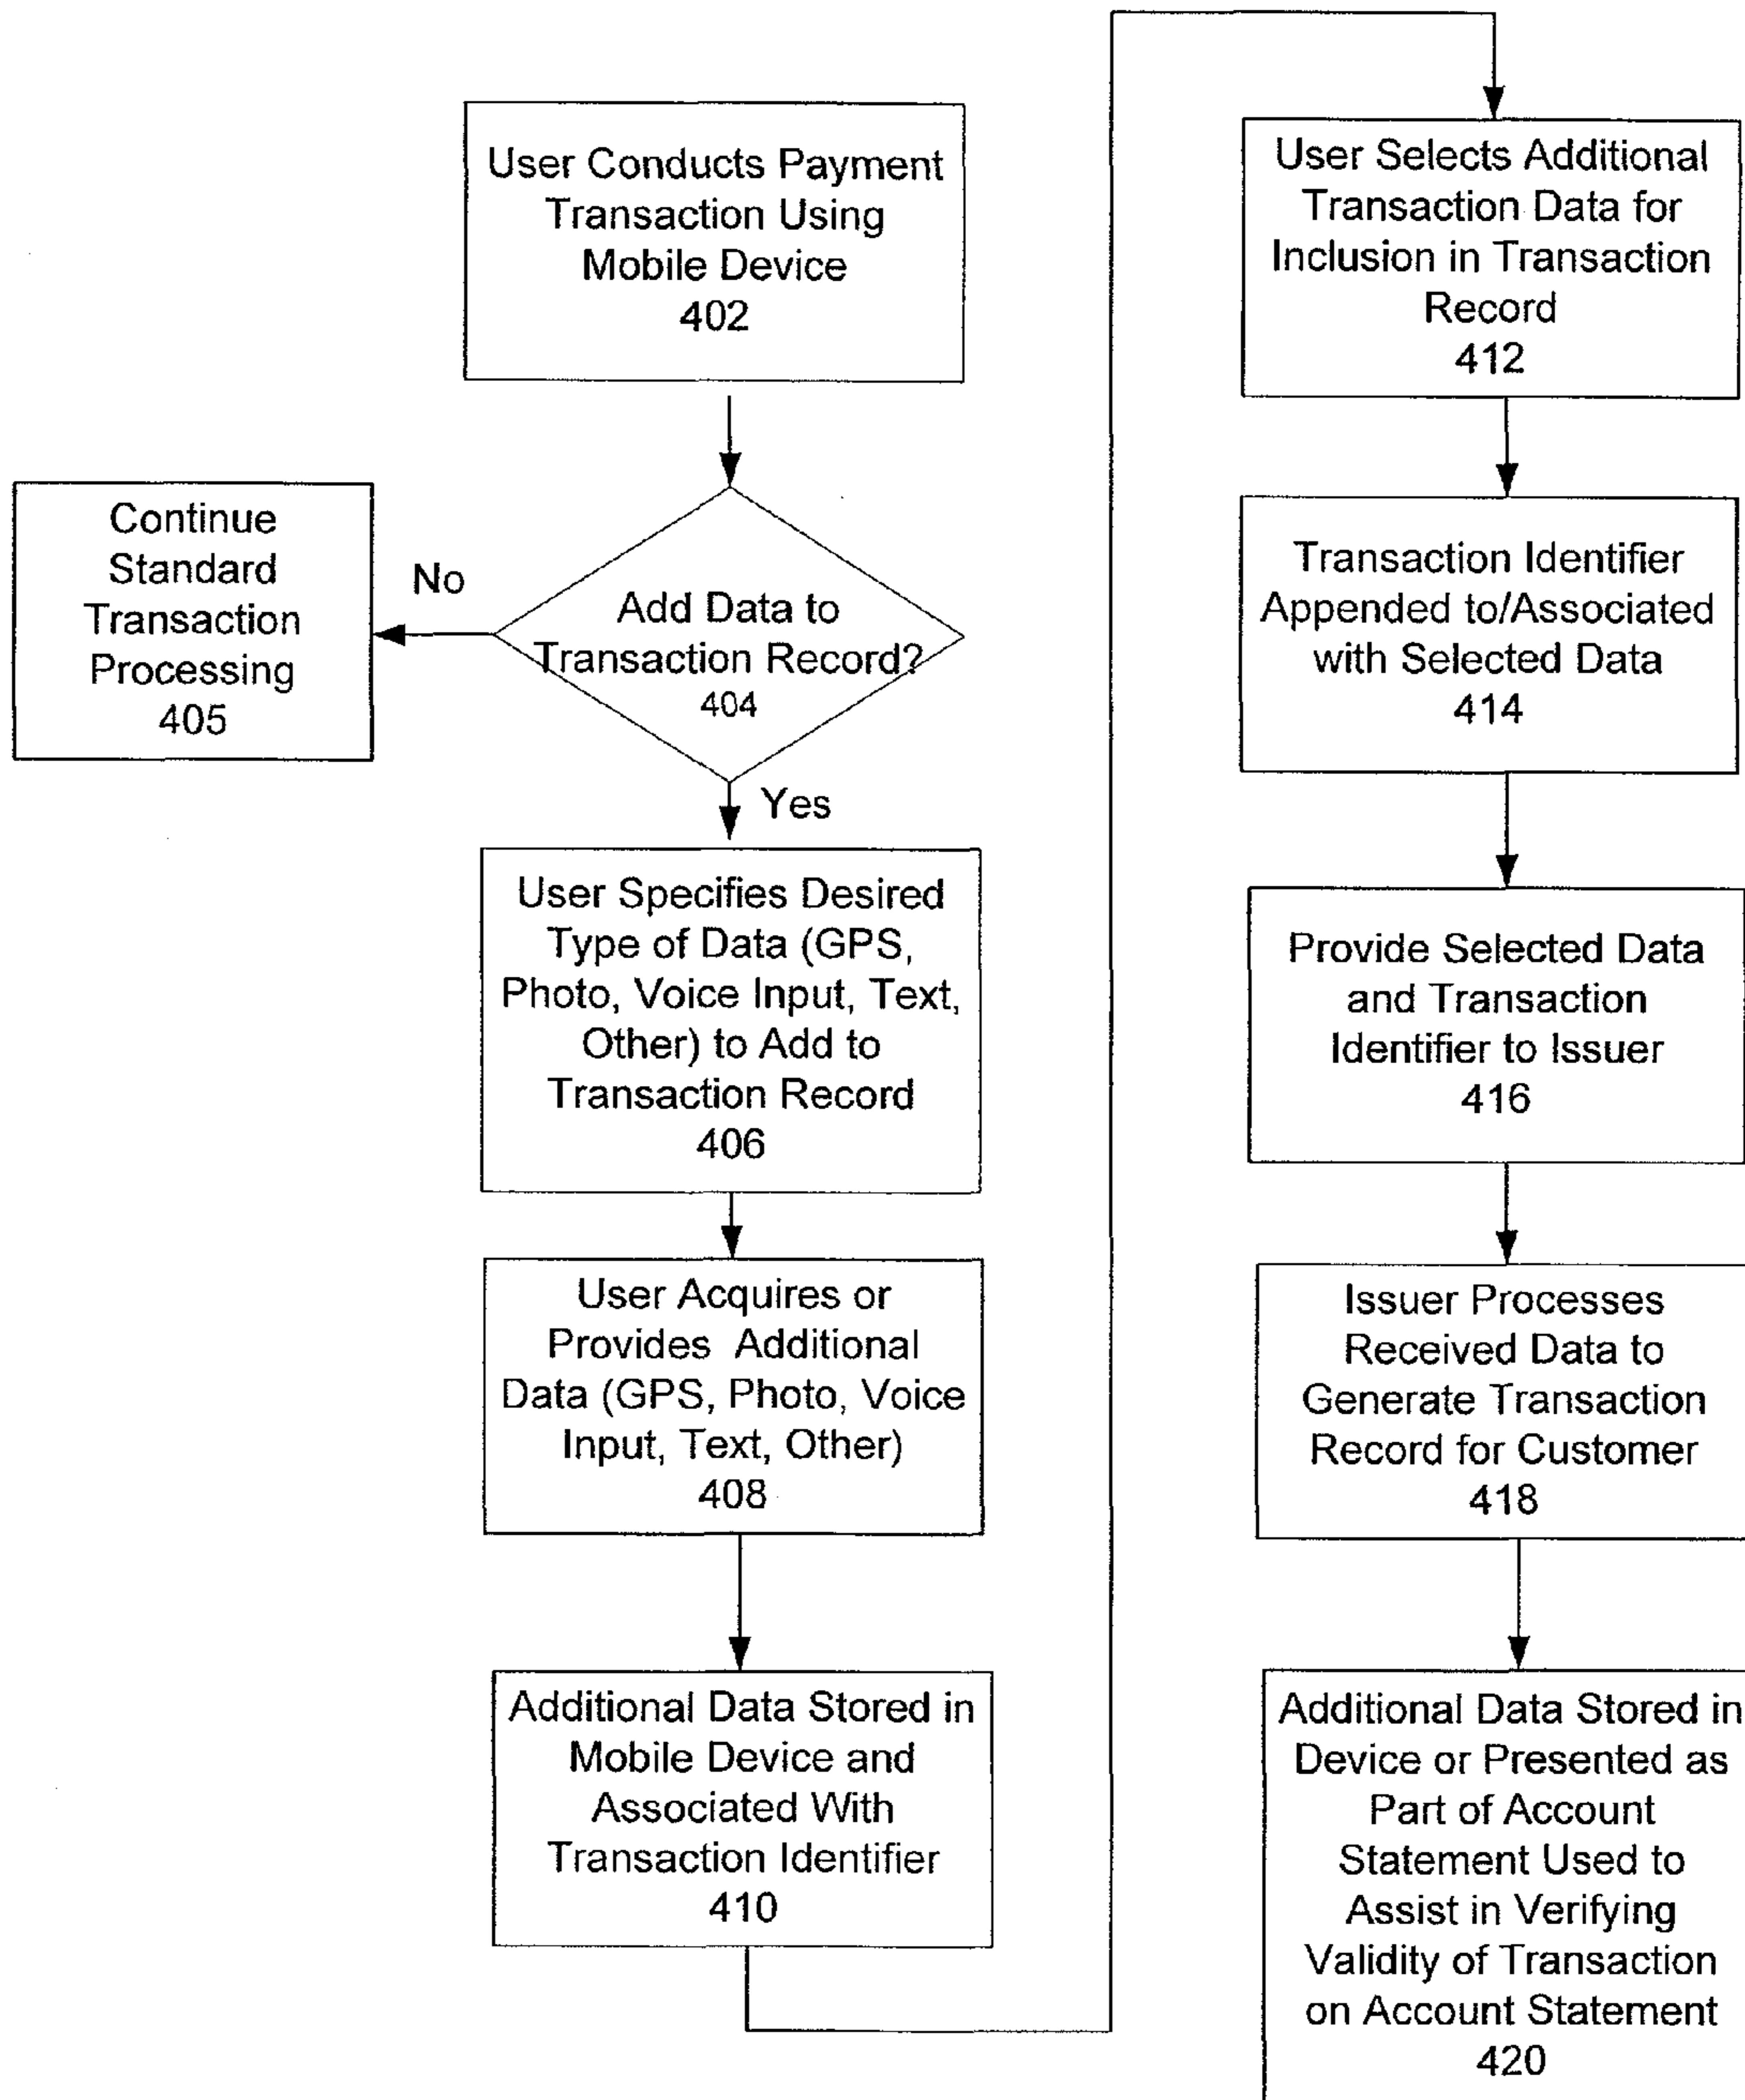 User Conducts Payment
Transaction Using
Mobile Device
402
Continue
Standard
Transaction
Processing
405
No
Add Data to
Transaction Record?
404
Yes
User Specifies Desired
Type of Data (GPS,
Photo, Voice Input, Text,
Other) to Add to
Transaction Record
406
User Acquires or
Provides Additional
Data (GPS, Photo, Voice
Input, Text, Other)
408
Additional Data Stored in
Mobile Device and
Associated With
Transaction Identifier
410
User Selects Additional
Transaction Data for
Inclusion in Transaction
Record
412
Transaction Identifier
Appended to/Associated
with Selected Data
414
Provide Selected Data
and Transaction
Identifier to Issuer
416
Issuer Processes
Received Data to
Generate Transaction
Record for Customer
418
Additional Data Stored in
Device or Presented as
Part of Account
Statement Used to
Assist in Verifying
Validity of Transaction
on Account Statement
420